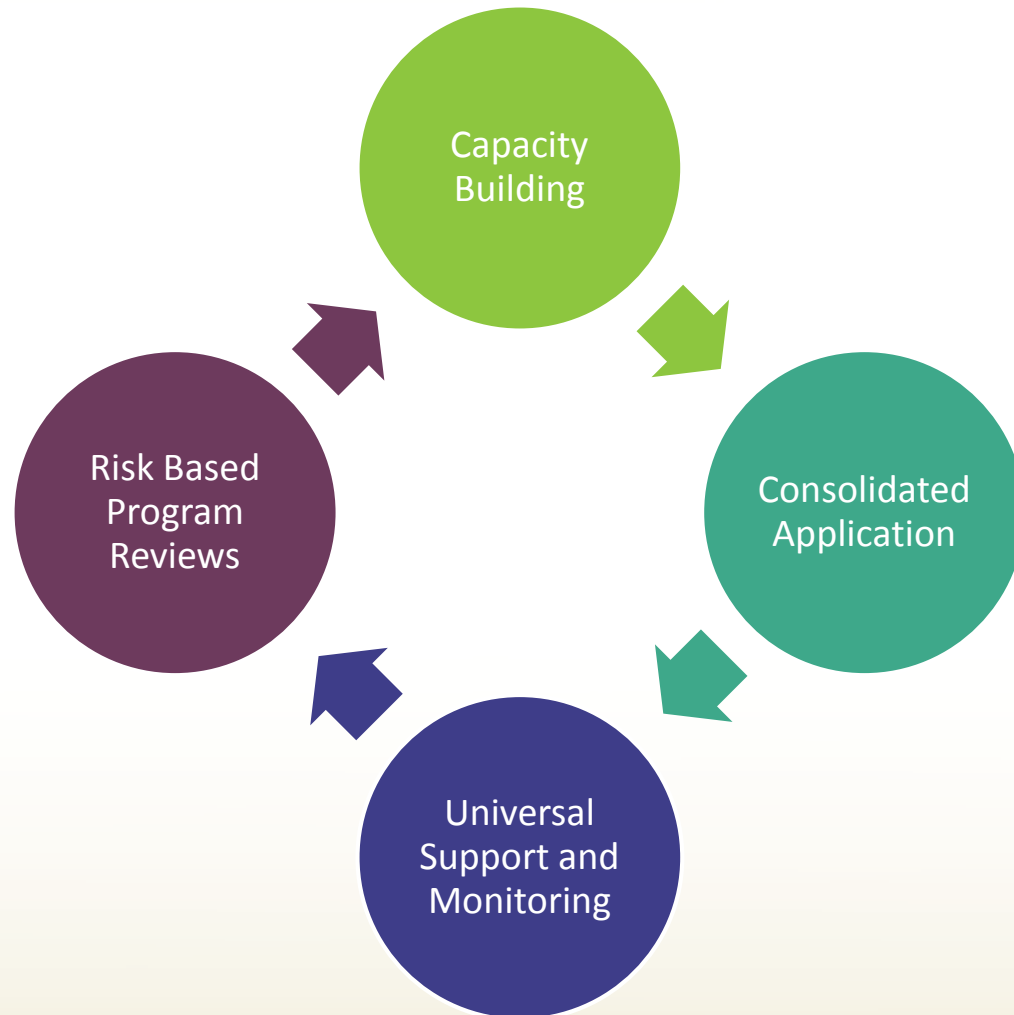 Capacity
Building
Consolidated
Application
Universal
Support and
Monitoring
Risk Based
Program
Reviews